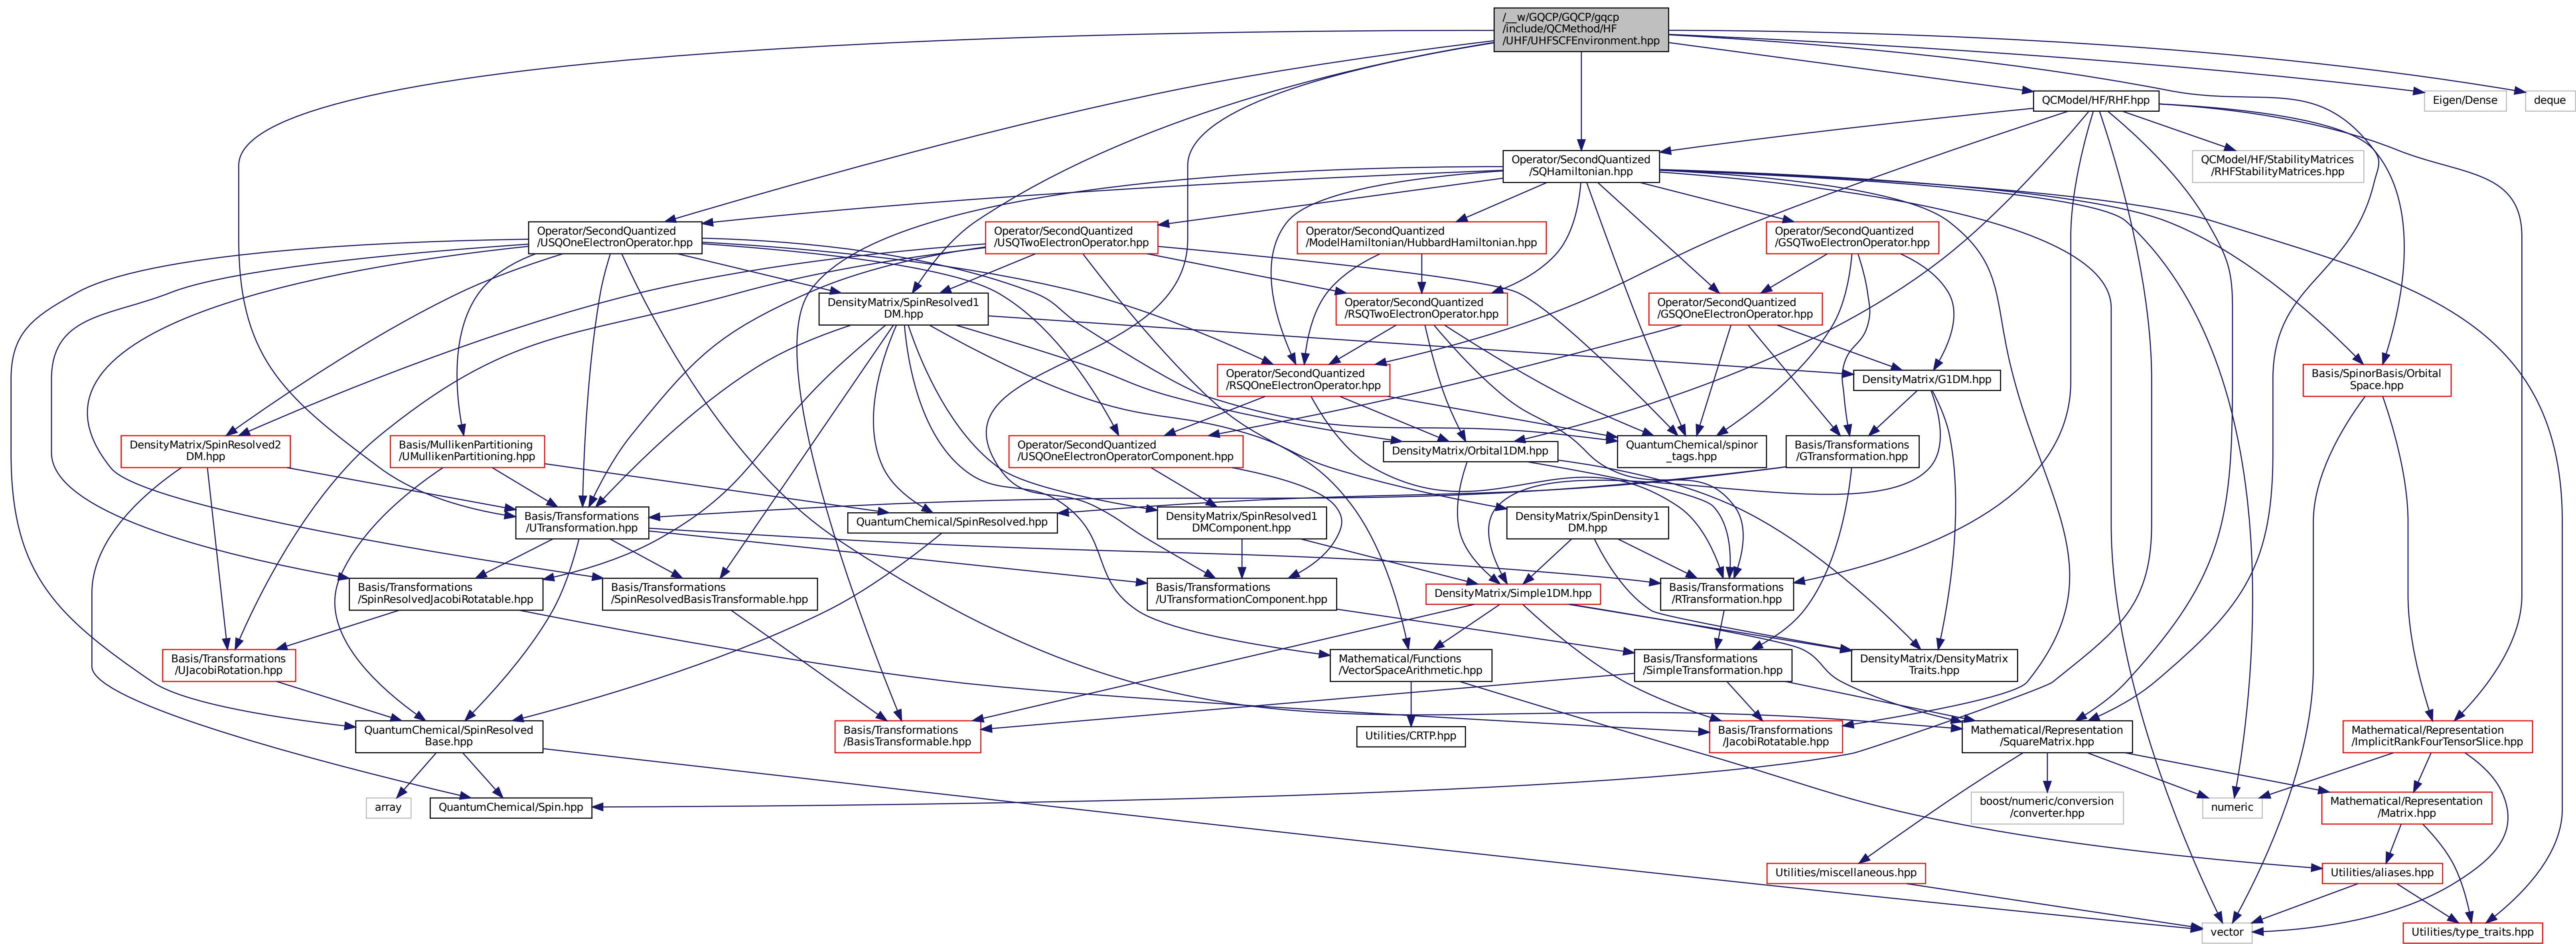 /__w/GQCP/GQCP/gqcp
/include/QCMethod/HF
/UHF/UHFSCFEnvironment.hpp
QCModel/HF/RHF.hpp
Eigen/Dense
deque
Operator/SecondQuantized
/SQHamiltonian.hpp
QCModel/HF/StabilityMatrices
/RHFStabilityMatrices.hpp
Operator/SecondQuantized
/USQOneElectronOperator.hpp
Operator/SecondQuantized
/USQTwoElectronOperator.hpp
Operator/SecondQuantized
/ModelHamiltonian/HubbardHamiltonian.hpp
Operator/SecondQuantized
/GSQTwoElectronOperator.hpp
DensityMatrix/SpinResolved1
DM.hpp
Operator/SecondQuantized
/RSQTwoElectronOperator.hpp
Operator/SecondQuantized
/GSQOneElectronOperator.hpp
Operator/SecondQuantized
/RSQOneElectronOperator.hpp
DensityMatrix/G1DM.hpp
Basis/SpinorBasis/Orbital
Space.hpp
DensityMatrix/SpinResolved2
DM.hpp
Basis/MullikenPartitioning
/UMullikenPartitioning.hpp
Operator/SecondQuantized
/USQOneElectronOperatorComponent.hpp
DensityMatrix/Orbital1DM.hpp
QuantumChemical/spinor
_tags.hpp
Basis/Transformations
/GTransformation.hpp
Basis/Transformations
/UTransformation.hpp
QuantumChemical/SpinResolved.hpp
DensityMatrix/SpinResolved1
DMComponent.hpp
DensityMatrix/SpinDensity1
DM.hpp
Basis/Transformations
/SpinResolvedJacobiRotatable.hpp
Basis/Transformations
/SpinResolvedBasisTransformable.hpp
Basis/Transformations
/UTransformationComponent.hpp
DensityMatrix/Simple1DM.hpp
Basis/Transformations
/RTransformation.hpp
Basis/Transformations
/UJacobiRotation.hpp
Mathematical/Functions
/VectorSpaceArithmetic.hpp
Basis/Transformations
/SimpleTransformation.hpp
DensityMatrix/DensityMatrix
Traits.hpp
QuantumChemical/SpinResolved
Base.hpp
Basis/Transformations
/BasisTransformable.hpp
Utilities/CRTP.hpp
Basis/Transformations
/JacobiRotatable.hpp
Mathematical/Representation
/SquareMatrix.hpp
Mathematical/Representation
/ImplicitRankFourTensorSlice.hpp
array
QuantumChemical/Spin.hpp
boost/numeric/conversion
/converter.hpp
numeric
Mathematical/Representation
/Matrix.hpp
Utilities/miscellaneous.hpp
Utilities/aliases.hpp
vector
Utilities/type_traits.hpp